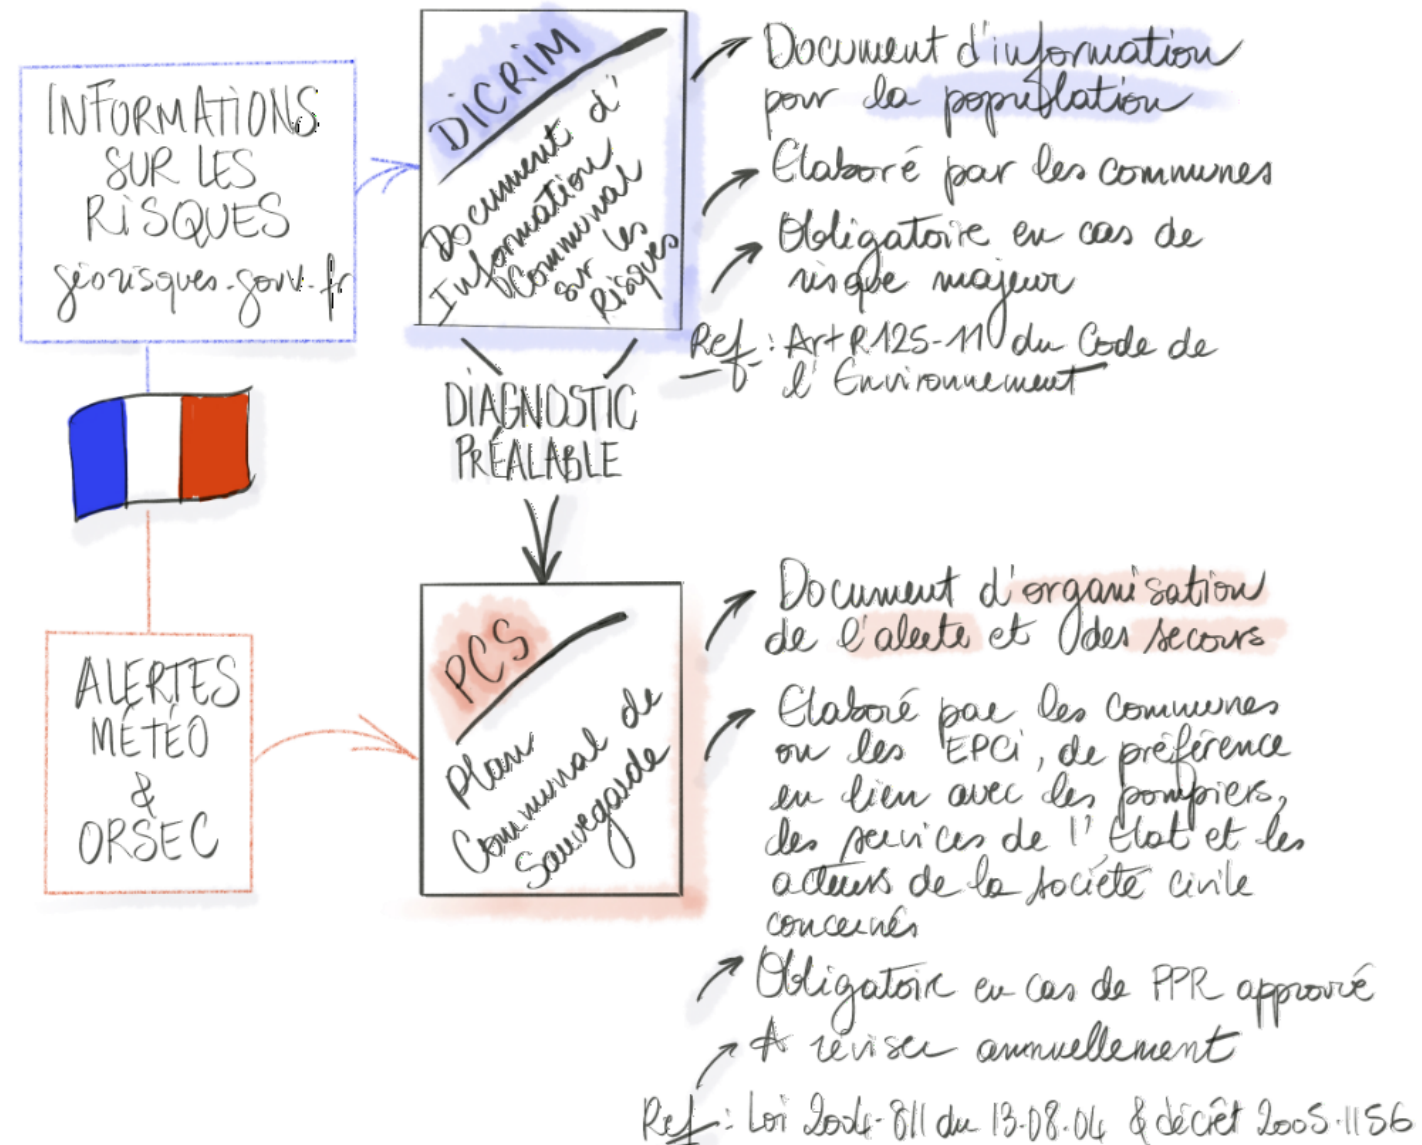 INFORMATIONS
SUR LES
RISQUES
géorisques.gouv.fr
DICRIM
Document d'
Information
Communal
sur les
Risques
Document d'information
pour la population
Elaboré par les communes
Obligatoire en cas de
risque majeur
Ref : Art R125-11 du Code de
l'Environnement
DIAGNOSTIC
PRÉALABLE
ALERTES
MÉTÉO
&
ORSEC
PCS
Plan
Communal de
Sauvegarde
Document d'organisation
de l'alerte et des secours
Elaboré par les communes
ou les EPCi, de préférence
en lien avec les pompiers,
les services de l'Etat et les
acteurs de la société civile
concernés
Obligatoire en cas de PPR approuvé
A réviser annuellement
Ref : Loi 2004-811 du 13-08-04 & décret 2005-1156